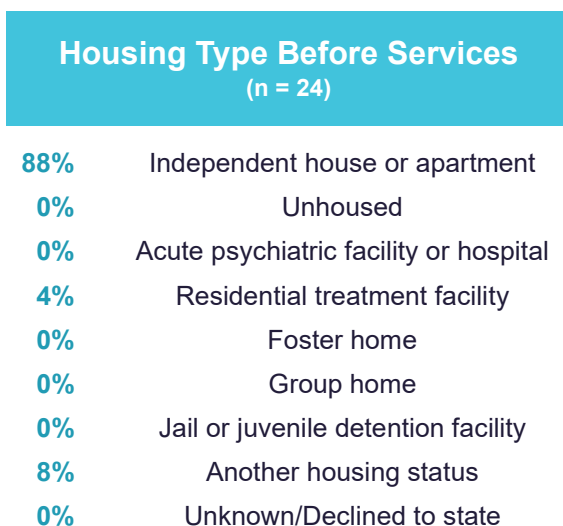 Housing Type Before Services
(n = 24)
88% Independent house or apartment
0% Unhoused
0% Acute psychiatric facility or hospital
4% Residential treatment facility
0% Foster home
0% Group home
0% Jail or juvenile detention facility
8% Another housing status
0% Unknown/Declined to state